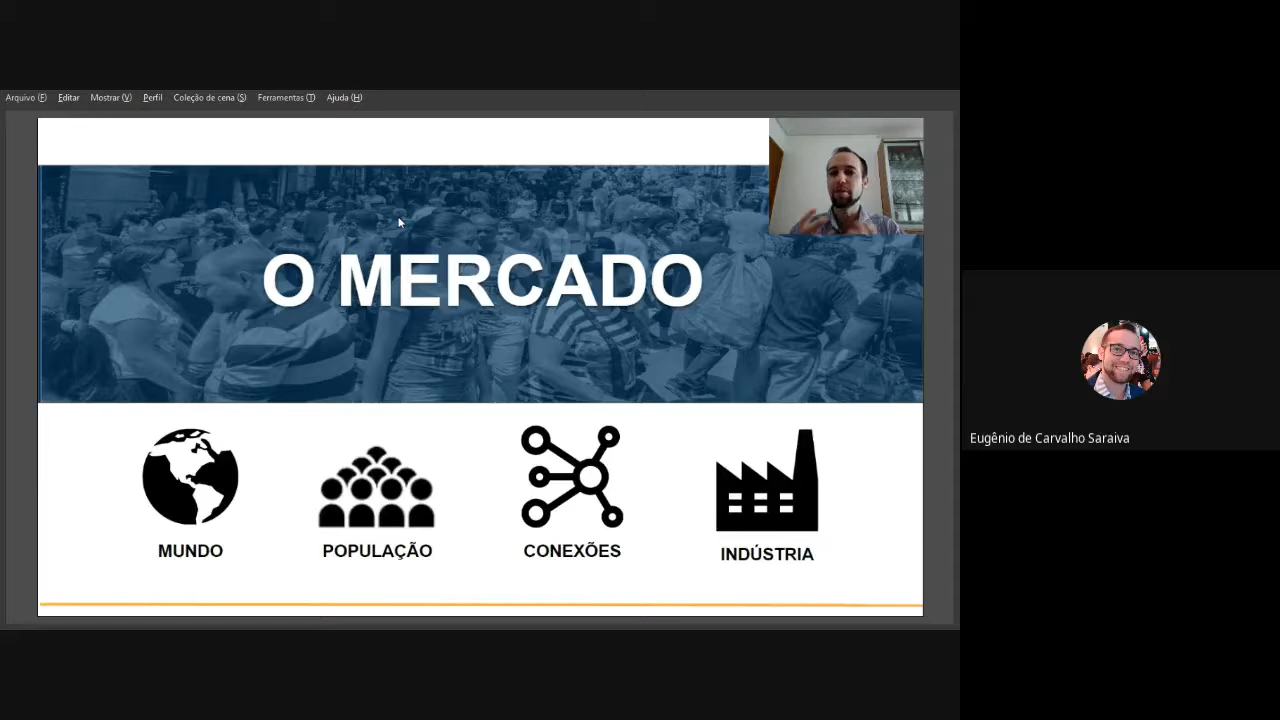 Arquivo (F) Editar Mostrar (V) Perfil Coleção de cena (S) Ferramentas (T) Ajuda (H)
O MERCADO
MUNDO POPULAÇÃO CONEXÕES INDÚSTRIA
Eugênio de Carvalho Saraiva